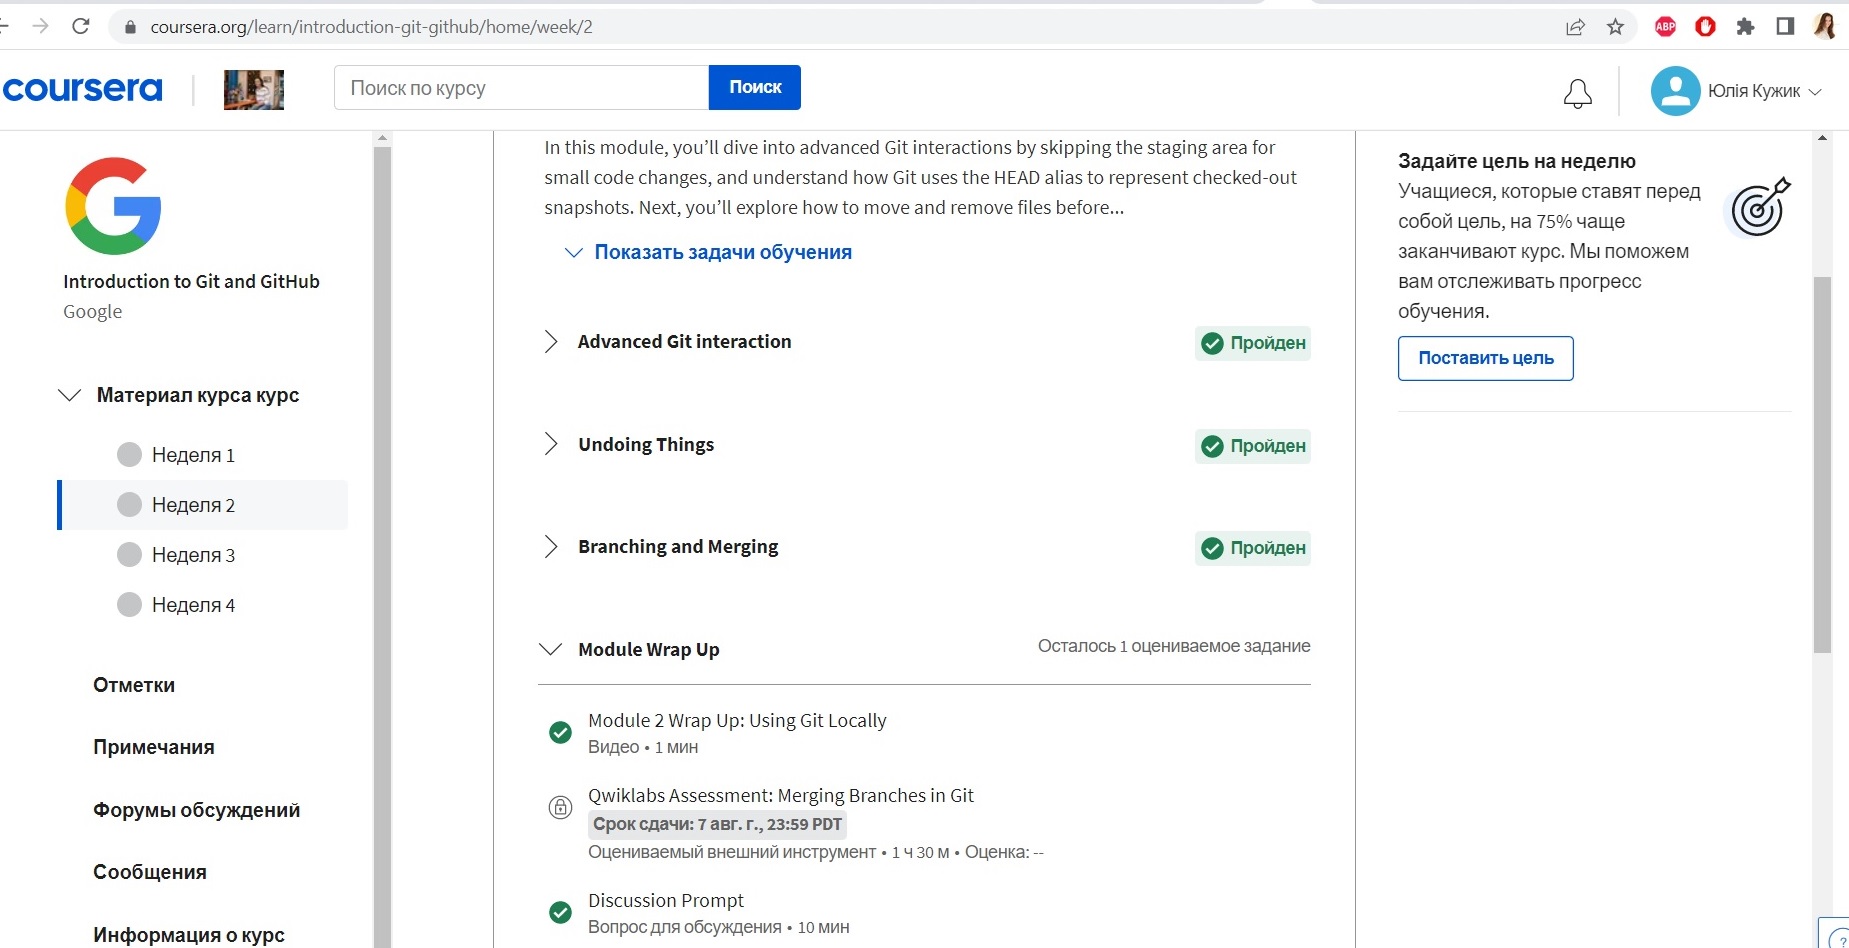 coursera.org/learn/introduction-git-github/home/week/2
ABP
coursera
Поиск по курсу
Поиск
Юлія Кужик
Introduction to Git and GitHub
Google
Материал курса курс
Неделя 1
Неделя 2
Неделя 3
Неделя 4
Отметки
Примечания
Форумы обсуждений
Сообщения
Информация о курс
In this module, you’ll dive into advanced Git interactions by skipping the staging area for
small code changes, and understand how Git uses the HEAD alias to represent checked-out
snapshots. Next, you’ll explore how to move and remove files before...
Показать задачи обучения
Advanced Git interaction
Пройден
Undoing Things
Пройден
Branching and Merging
Пройден
Module Wrap Up
Осталось 1 оцениваемое задание
Module 2 Wrap Up: Using Git Locally
Видео • 1 мин
Qwiklabs Assessment: Merging Branches in Git
Срок сдачи: 7 авг. г., 23:59 PDT
Оцениваемый внешний инструмент • 1 ч 30 м • Оценка: --
Discussion Prompt
Вопрос для обсуждения • 10 мин
Задайте цель на неделю
Учащиеся, которые ставят перед
собой цель, на 75% чаще
заканчивают курс. Мы поможем
вам отслеживать прогресс
обучения.
Поставить цель
?